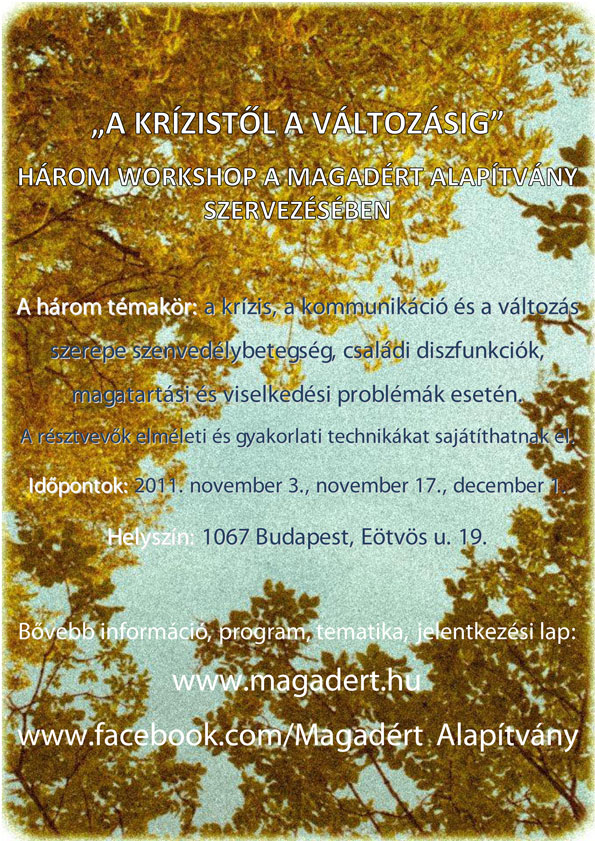 „A KRÍZISTŐL A VÁLTOZÁSIG”
HÁROM WORKSHOP A MAGADÉRT ALAPÍTVÁNY
SZERVEZÉSÉBEN
A három témakör: a krízis, a kommunikáció és a változás
szerepe szenvedélybetegség, családi diszfunkciók,
magatartási és viselkedési problémák esetén.
A résztvevők elméleti és gyakorlati technikákat sajátíthatnak el.
Időpontok: 2011. november 3., november 17., december 1.
Helyszín: 1067 Budapest, Eötvös u. 19.
Bővebb információ, program, tematika, jelentkezési lap:
www.magadert.hu
www.facebook.com/Magadért Alapítvány